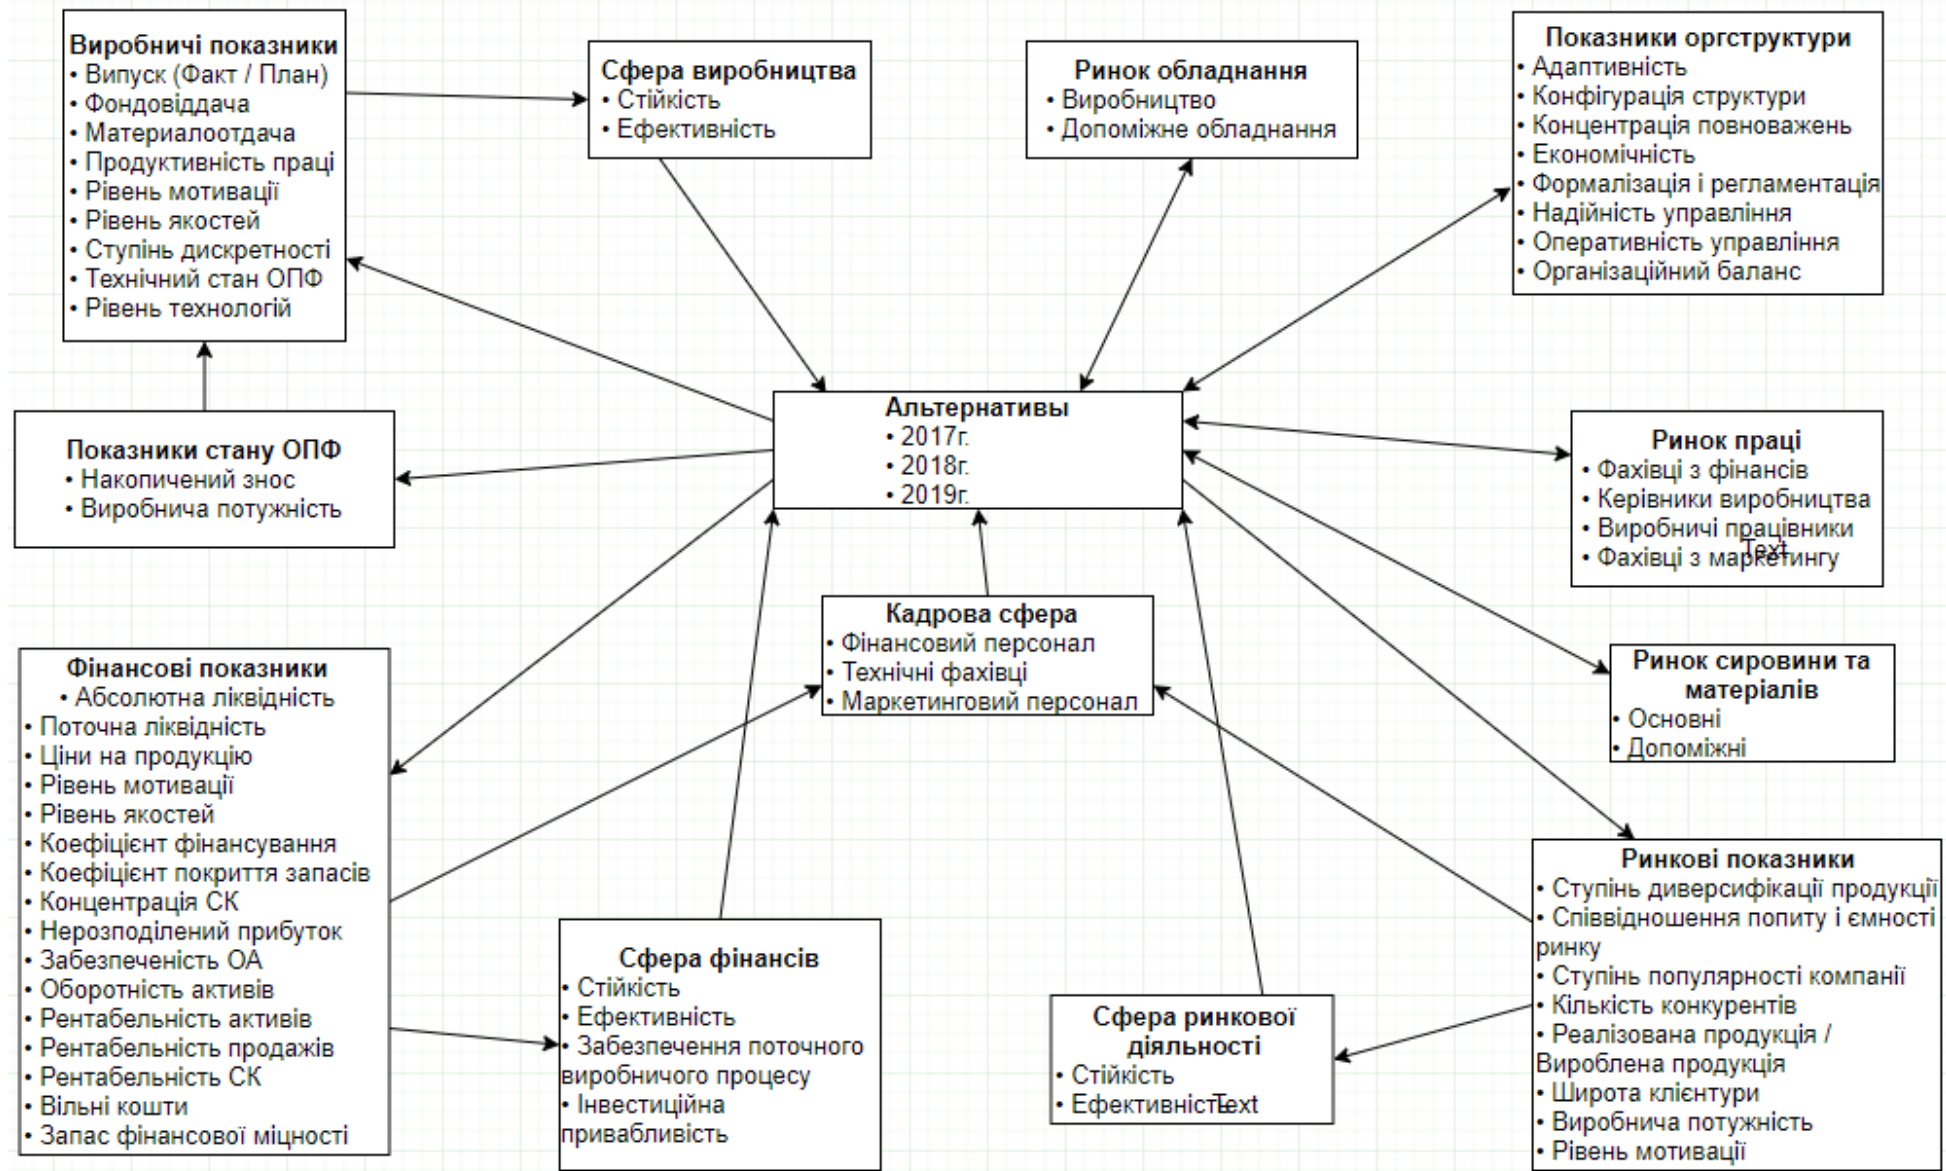 Виробничі показники
• Випуск (Факт / План)
• Фондовіддача
• Материалоотдача
• Продуктивність праці
• Рівень мотивації
• Рівень якостей
• Ступінь дискретності
• Технічний стан ОПФ
• Рівень технологій
Сфера виробництва
• Стійкість
• Ефективність
Ринок обладнання
• Виробництво
• Допоміжне обладнання
Показники оргструктури
• Адаптивність
• Конфігурація структури
• Концентрація повноважень
• Економічність
• Формалізація і регламентація
• Надійність управління
• Оперативність управління
• Організаційний баланс
Показники стану ОПФ
• Накопичений знос
• Виробнича потужність
Альтернативы
• 2017г.
• 2018г.
• 2019г.
Ринок праці
• Фахівці з фінансів
• Керівники виробництва
• Виробничі працівники
Text
• Фахівці з маркетингу
Кадрова сфера
• Фінансовий персонал
• Технічні фахівці
• Маркетинговий персонал
Ринок сировини та
матеріалів
• Основні
• Допоміжні
Фінансові показники
• Абсолютна ліквідність
• Поточна ліквідність
• Ціни на продукцію
• Рівень мотивації
• Рівень якостей
• Коефіцієнт фінансування
• Коефіцієнт покриття запасів
• Концентрація СК
• Нерозподілений прибуток
• Забезпеченість ОА
• Оборотність активів
• Рентабельність активів
• Рентабельність продажів
• Рентабельність СК
• Вільні кошти
• Запас фінансової міцності
Сфера фінансів
• Стійкість
• Ефективність
• Забезпечення поточного
виробничого процесу
• Інвестиційна
привабливість
Сфера ринкової
діяльності
• Стійкість
• Ефективність
Text
Ринкові показники
• Ступінь диверсифікації продукції
• Співвідношення попиту і ємності
ринку
• Ступінь популярності компанії
• Кількість конкурентів
• Реалізована продукція /
Вироблена продукція
• Широта клієнтури
• Виробнича потужність
• Рівень мотивації